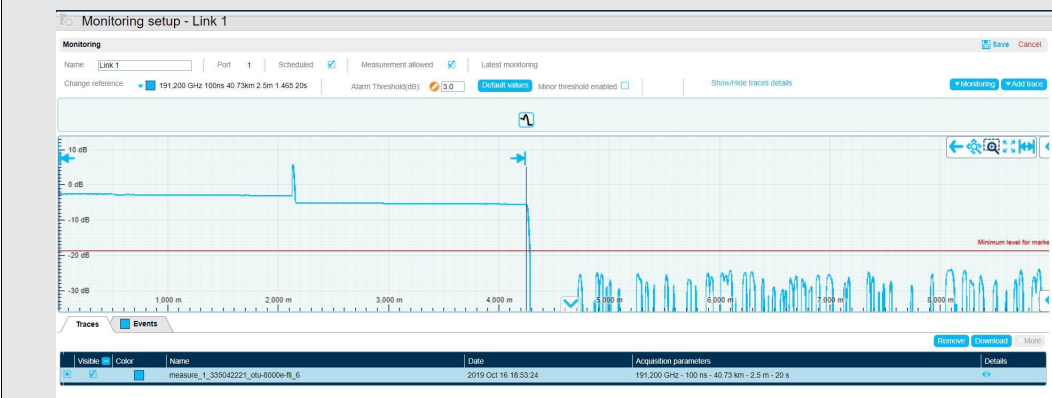 Monitoring setup - Link 1
Monitoring
Save Cancel
Name Link 1 Port 1 Scheduled Measurement allowed Latest monitoring
Change reference 191,200 GHz 100ns 40.73km 2.5m 1.465 20s Alarm Threshold(dB): 3.0 Default values Minor threshold enabled Show/Hide traces details Monitoring Add trace
10 dB
0 dB
-10 dB
Minimum level for marke
-20 dB
-30 dB
1,000 m 2,000 m 3,000 m 4,000 m 5,000 m 6,000 m 7,000 m 8,000 m
Traces Events
Remove Download More
Visible Color Name Date Acquisition parameters Details
measure_1_335042221_otu-8000e-fli_6 2019 Oct 16 18:53:24 191,200 GHz - 100 ns - 40.73 km - 2.5 m - 20 s